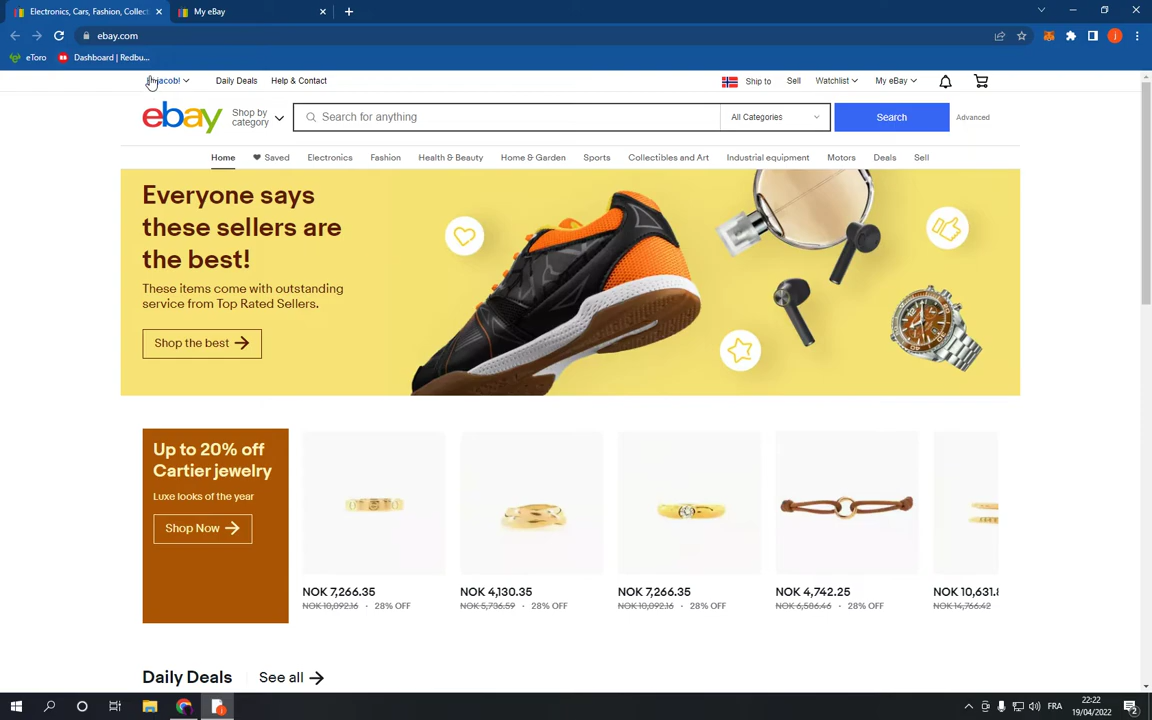 Electronics, Cars, Fashion, Collect
My eBay
ebay.com
eToro
Dashboard | Redbu...
jacob!
Daily Deals
Help & Contact
Ship to
Sell
Watchlist
My eBay
ebay
Shop by
category
Search for anything
All Categories
Search
Advanced
Home
Saved
Electronics
Fashion
Health & Beauty
Home & Garden
Sports
Collectibles and Art
Industrial equipment
Motors
Deals
Sell
Everyone says
these sellers are
the best!
These items come with outstanding
service from Top Rated Sellers.
Shop the best
Up to 20% off
Cartier jewelry
Luxe looks of the year
Shop Now
NOK 7,266.35
NOK 10,092.16 · 28% OFF
NOK 4,130.35
NOK 5,736.59 · 28% OFF
NOK 7,266.35
NOK 10,092.16 · 28% OFF
NOK 4,742.25
NOK 6,586.46 · 28% OFF
NOK 10,631.8
NOK 14,766.42
Daily Deals
See all
FRA
22:22
19/04/2022
2